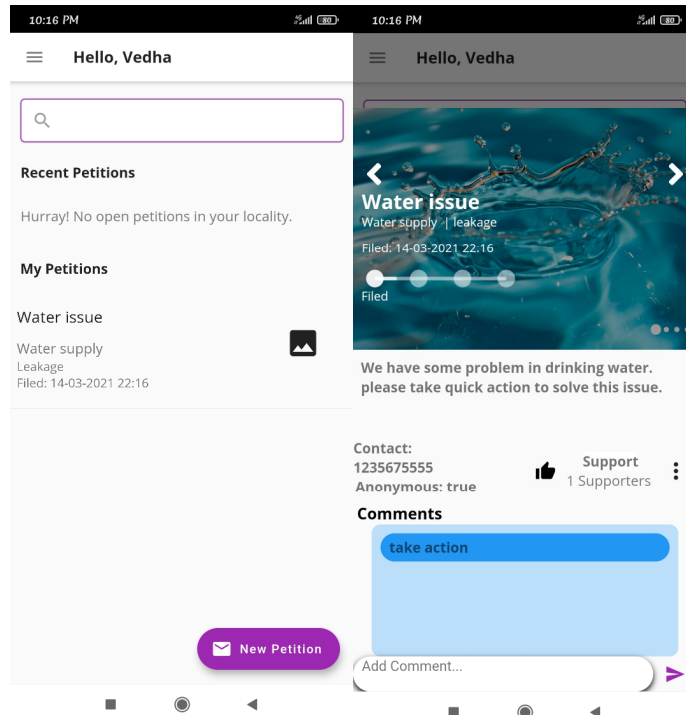 10:16 PM
4G
80
Hello, Vedha
Recent Petitions
Hurray! No open petitions in your locality.
My Petitions
Water issue
Water supply
Leakage
Filed: 14-03-2021 22:16
New Petition
10:16 PM
4G
80
Hello, Vedha
Water issue
Water supply | leakage
Filed: 14-03-2021 22:16
Filed
We have some problem in drinking water.
please take quick action to solve this issue.
Contact:
1235675555
Anonymous: true
Support
1 Supporters
Comments
take action
Add Comment...